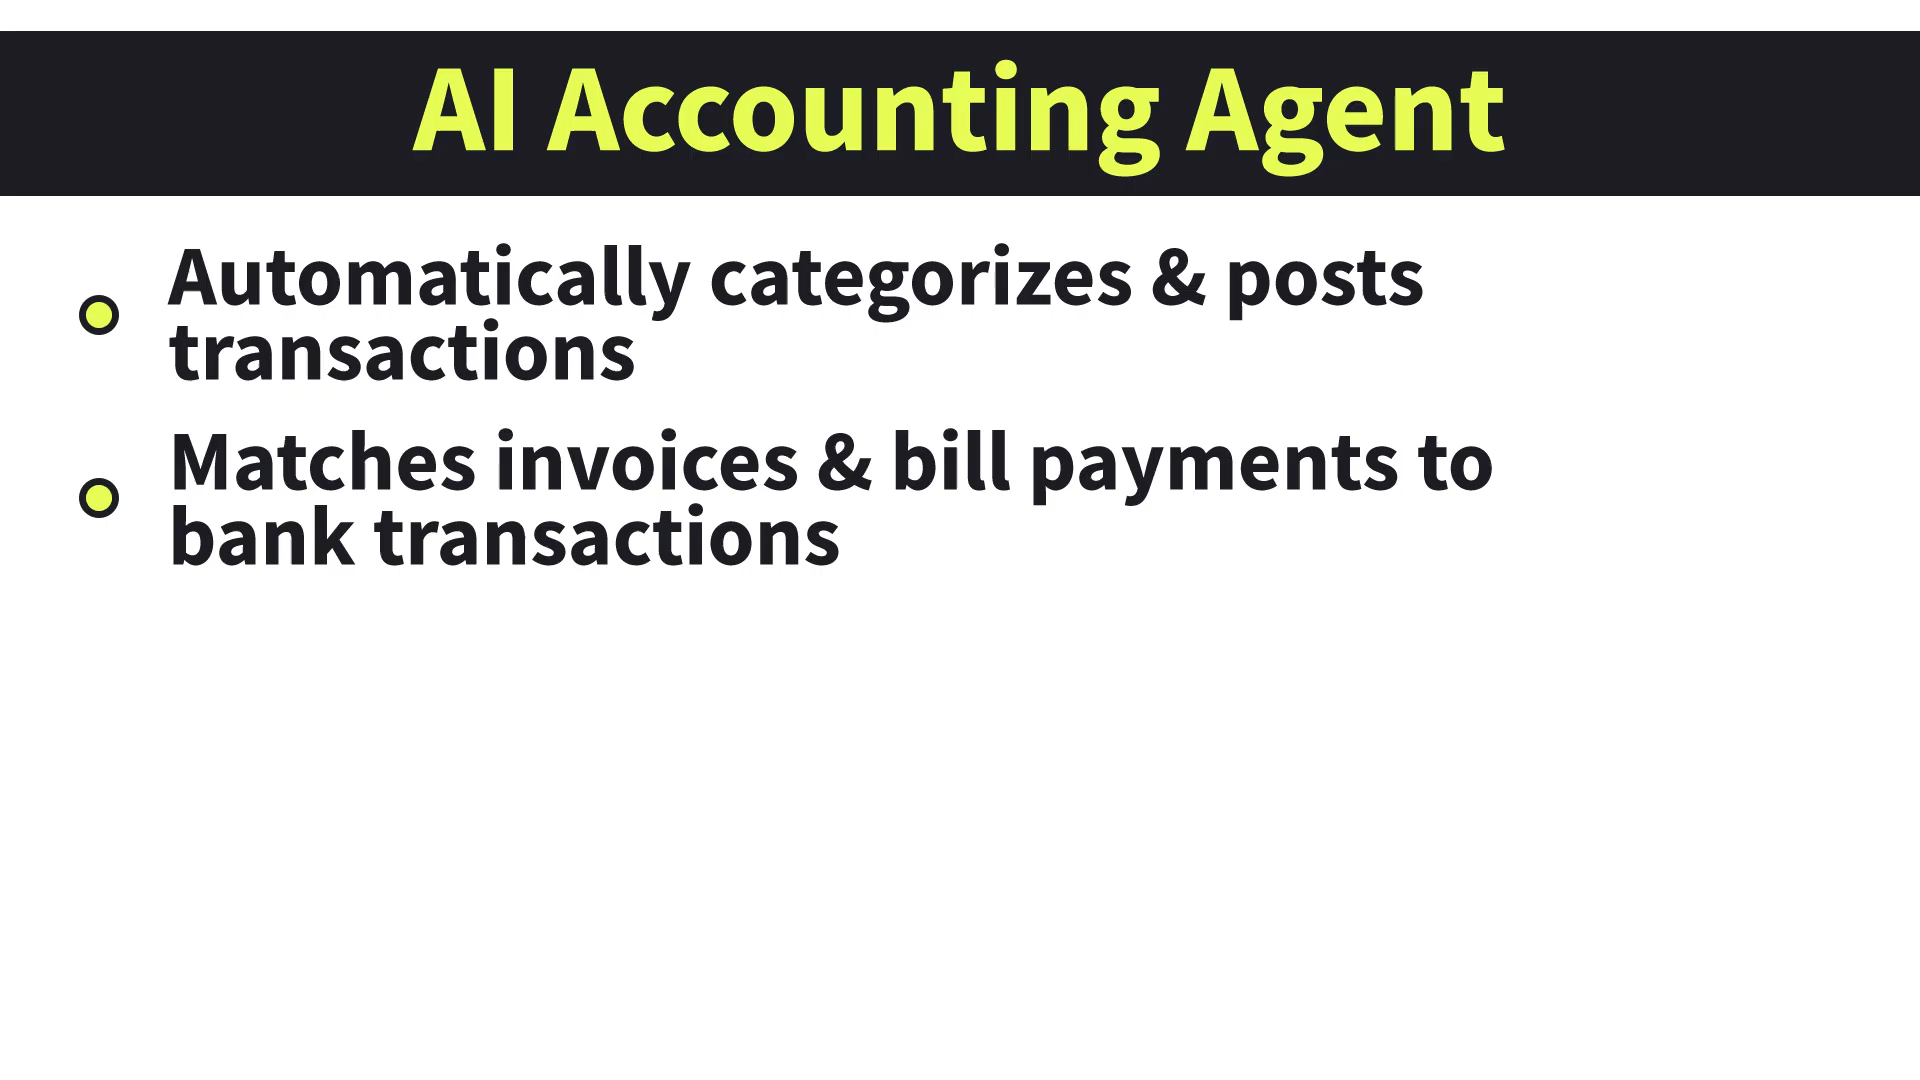 AI Accounting Agent
Automatically categorizes & posts
transactions
Matches invoices & bill payments to
bank transactions